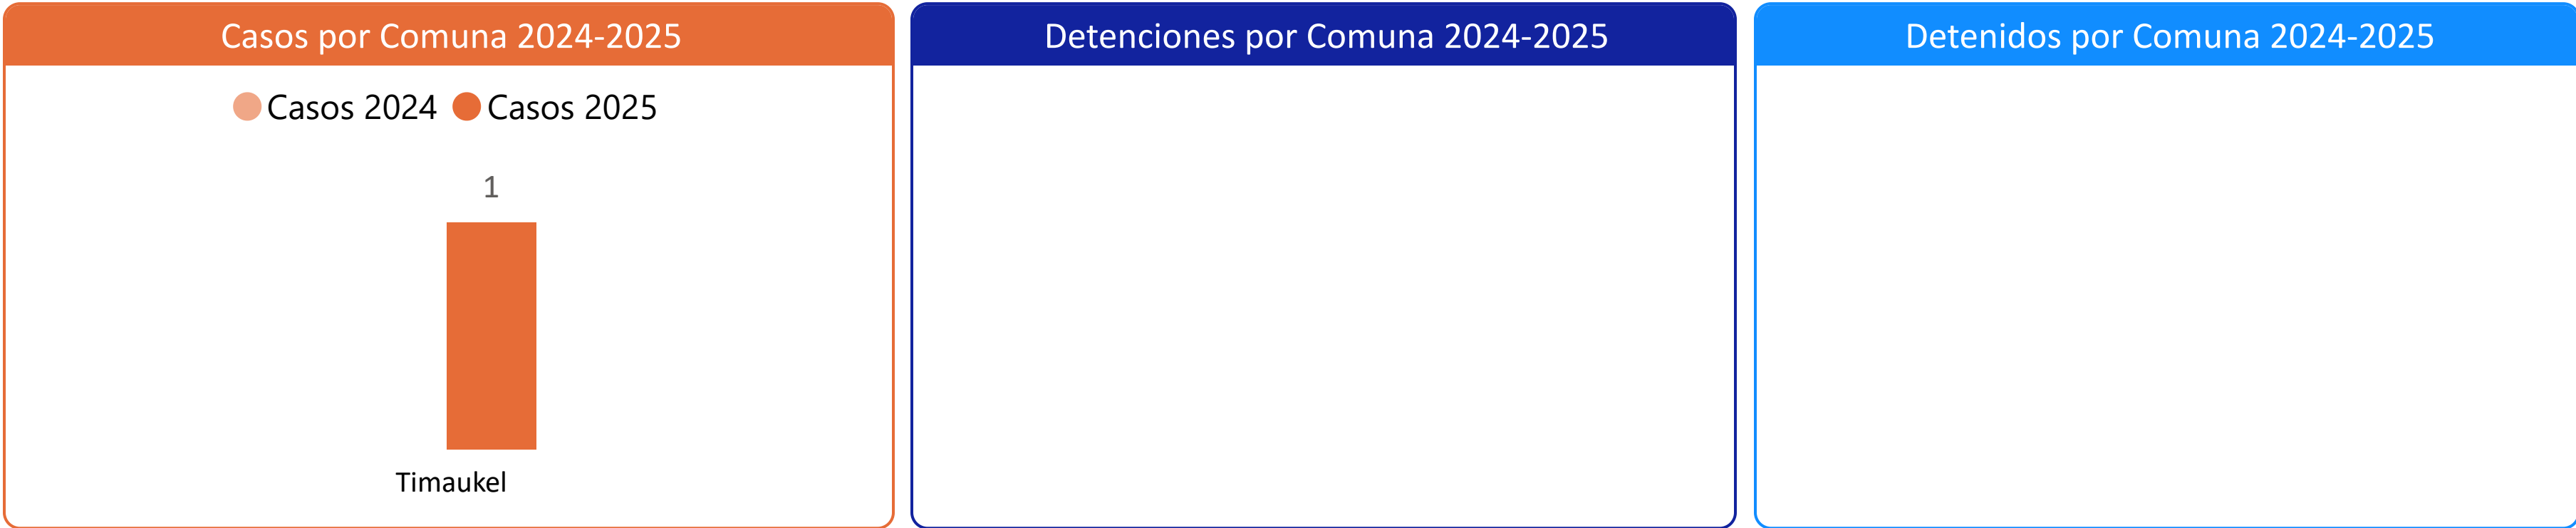 Casos por Comuna 2024-2025
Casos 2024 Casos 2025
1
Timaukel
Detenciones por Comuna 2024-2025
Detenidos por Comuna 2024-2025